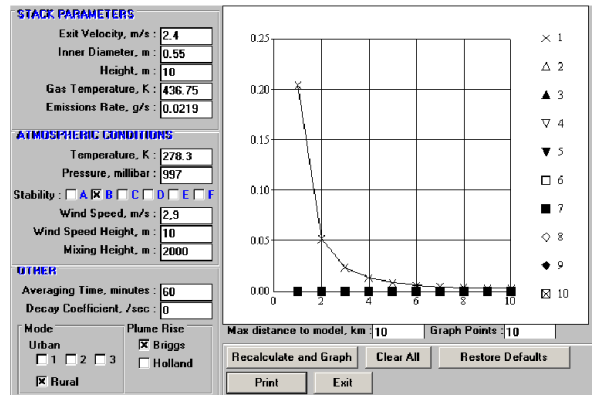 STACK PARAMETERS
Exit Velocity, m/s : 2.4
Inner Diameter, m : 0.55
Height, m : 10
Gas Temperature, K : 436.75
Emissions Rate, g/s : 0.0219
ATMOSPHERIC CONDITIONS
Temperature, K : 278.3
Pressure, millibar : 997
Stability : A B C D E F
Wind Speed, m/s : 2,9
Wind Speed Height, m : 10
Mixing Height, m : 2000
OTHER
Averaging Time, minutes : 60
Decay Coefficient, /sec : 0
Mode
Urban
1 2 3
Rural
Plume Rise
Briggs
Holland
0.25
0.20
0.15
0.10
0.05
0.00
0 2 4 6 8 10
1
2
3
4
5
6
7
8
9
10
Max distance to model, km : 10 Graph Points : 10
Recalculate and Graph Clear All Restore Defaults
Print Exit